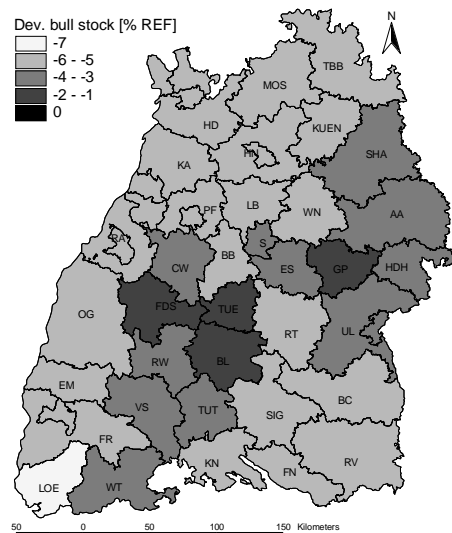 Dev. bull stock [% REF]
-7
-6 - -5
-4 - -3
-2 - -1
0
N
TBB
MOS
HD
KUEN
HN
SHA
KA
PF
LB
WN
AA
RA
S
CW
BB
ES
GP
HDH
OG
FDS
TUE
RT
UL
RW
BL
EM
VS
TUT
SIG
BC
FR
LOE
WT
KN
FN
RV
50 0 50 100 150 Kilometers